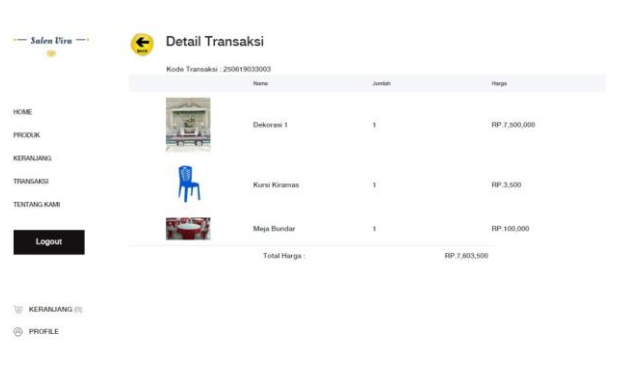 Salen Vira
BACK
Detail Transaksi
Kode Transaksi : 250619033003
Nama Jumlah Harga
HOME
Dekorasi 1 1 RP.7,500,000
PRODUK
KERANJANG
TRANSAKSI
Kursi Kiramas 1 RP.3,500
TENTANG KAMI
Meja Bundar 1 RP.100,000
Logout
Total Harga : RP.7,603,500
KERANJANG (0)
PROFILE